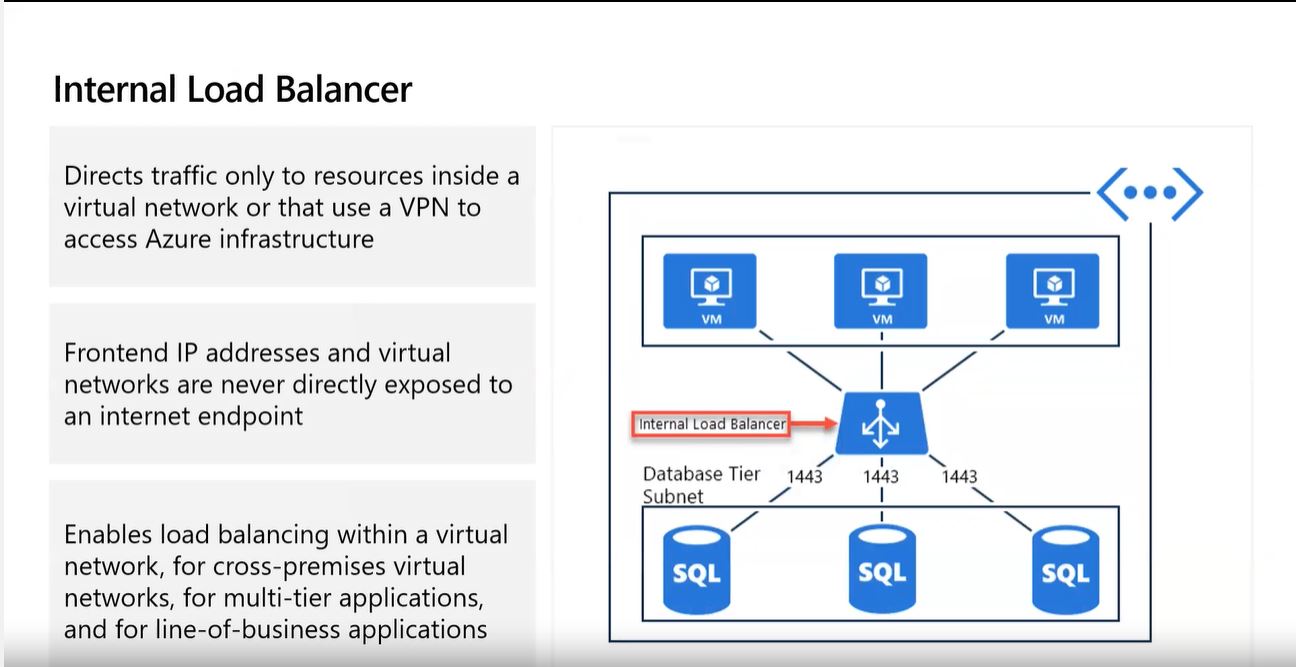 Internal Load Balancer
Directs traffic only to resources inside a
virtual network or that use a VPN to
access Azure infrastructure
Frontend IP addresses and virtual
networks are never directly exposed to
an internet endpoint
Enables load balancing within a virtual
network, for cross-premises virtual
networks, for multi-tier applications,
and for line-of-business applications
VM VM VM
Internal Load Balancer
Database Tier
Subnet
1443 1443 1443
SQL SQL SQL